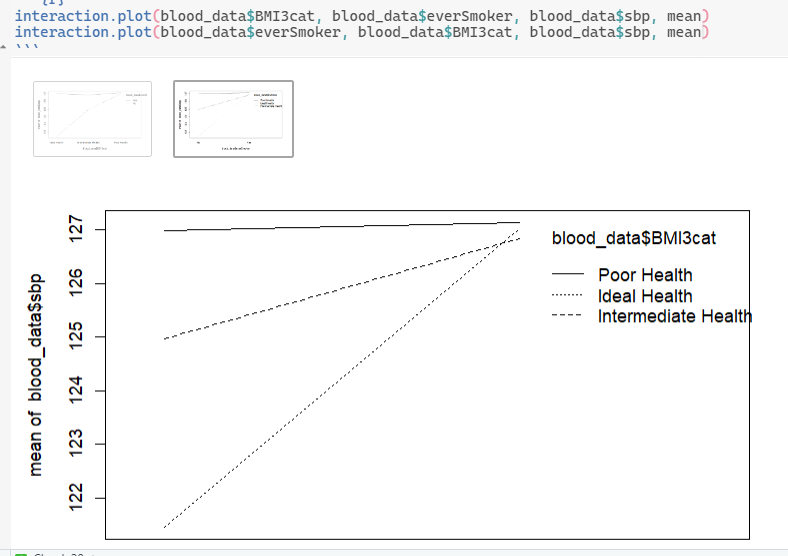 interaction.plot(blood_data$BMI3cat, blood_data$everSmoker, blood_data$sbp, mean)
interaction.plot(blood_data$everSmoker, blood_data$BMI3cat, blood_data$sbp, mean)
```
127
126
125
124
123
122
mean of blood_data$sbp
blood_data$BMI3cat
Poor Health
Ideal Health
Intermediate Health